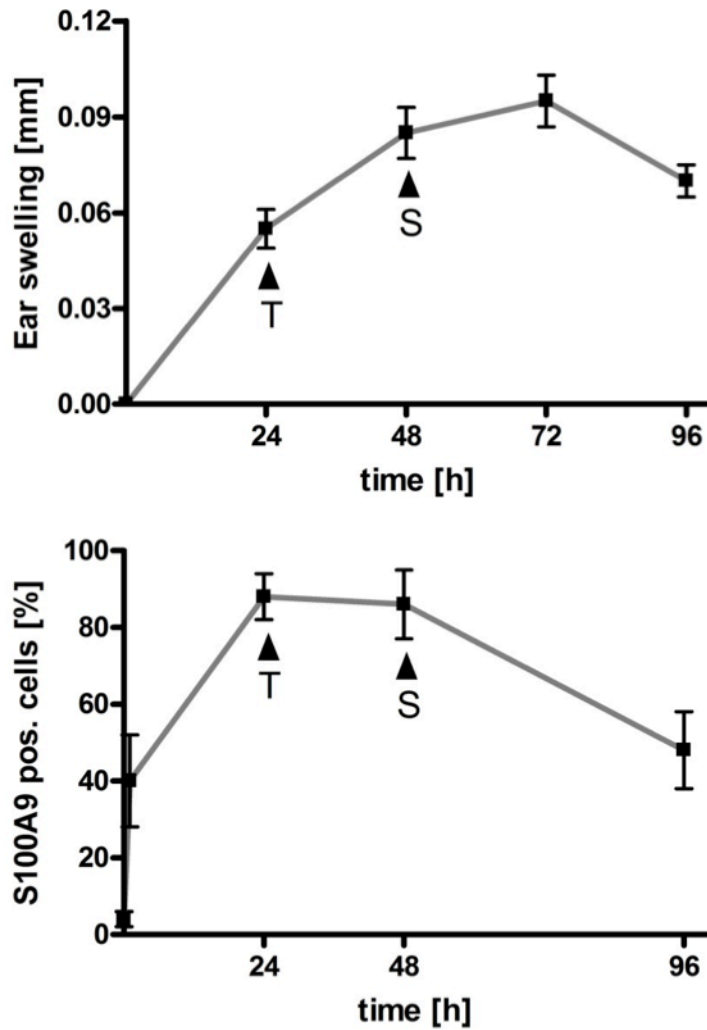 Ear swelling [mm]
0.12
0.09
0.06
0.03
0.00
S
T
24 48 72 96
time [h]
S100A9 pos. cells [%]
100
80
60
40
20
0
T
S
24 48 96
time [h]